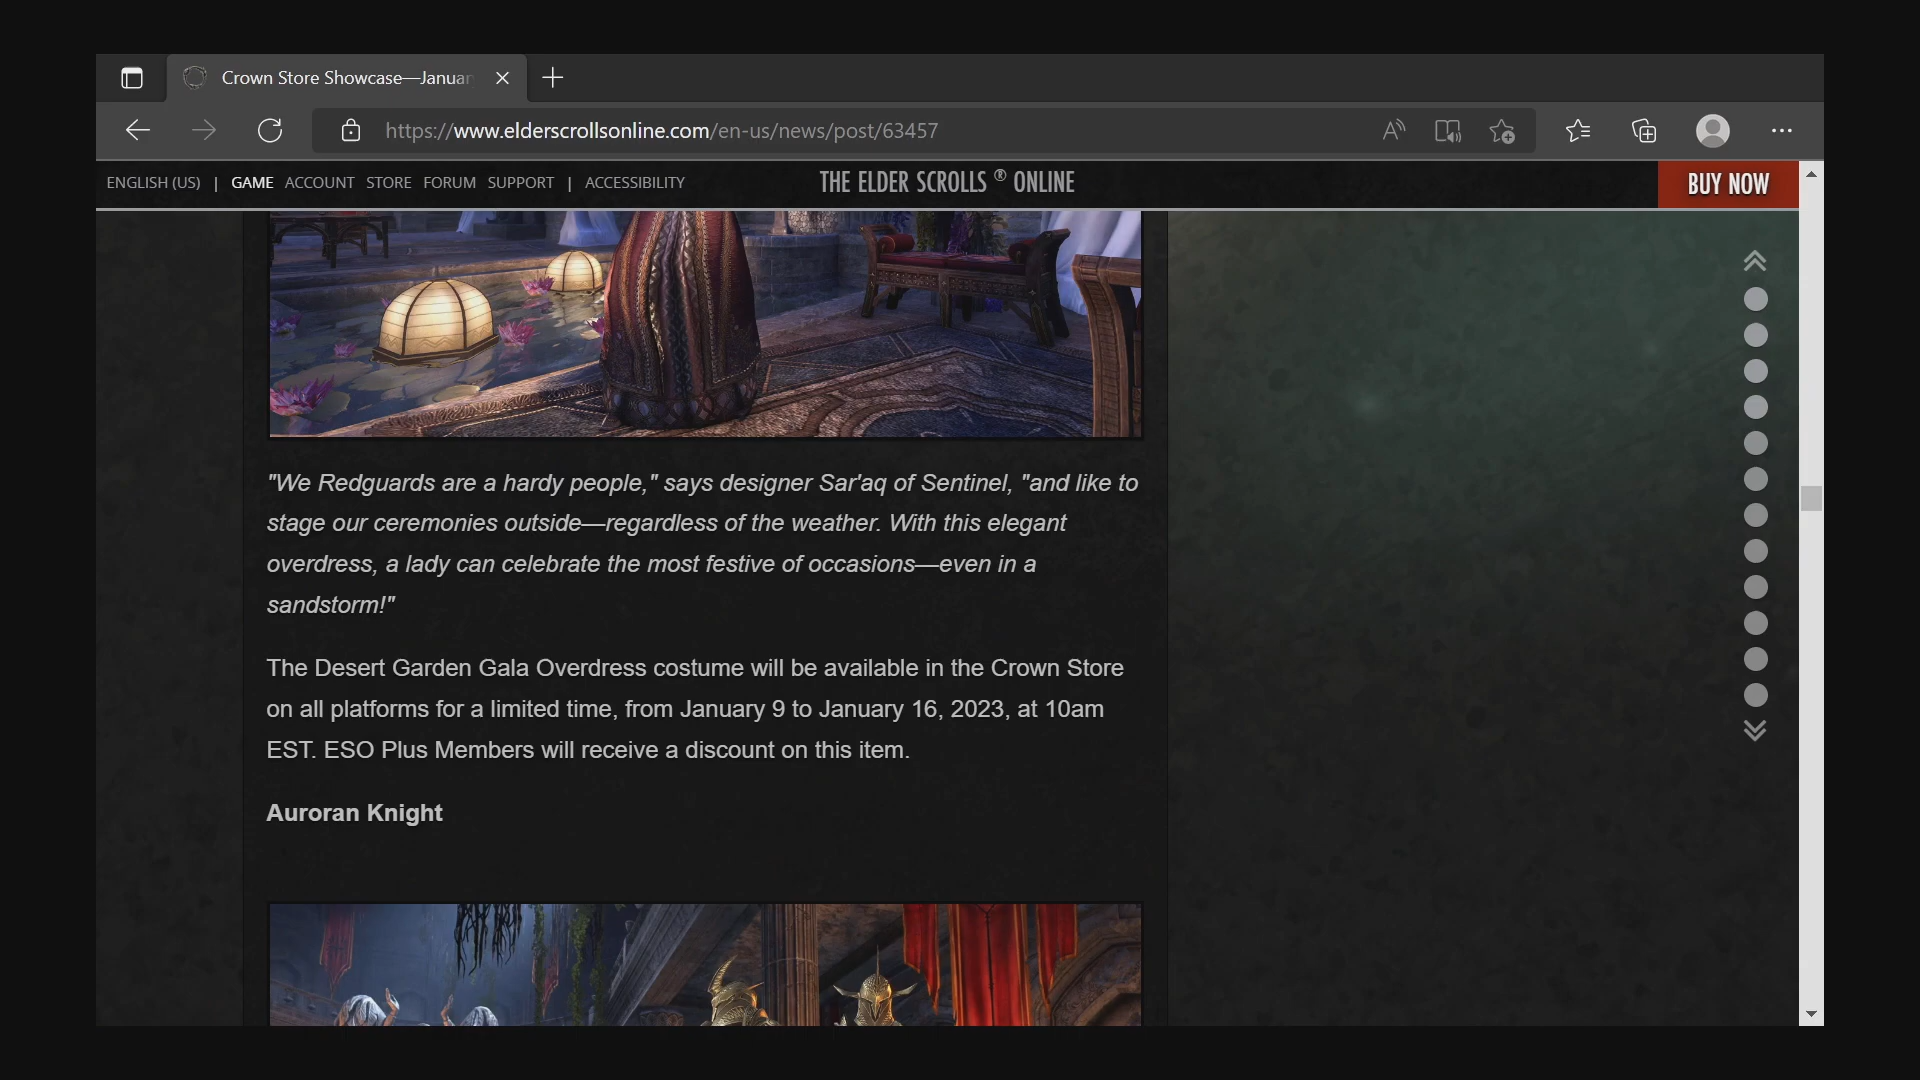 Crown Store Showcase—Januar
https://www.elderscrollsonline.com/en-us/news/post/63457
ENGLISH (US) | GAME ACCOUNT STORE FORUM SUPPORT | ACCESSIBILITY
THE ELDER SCROLLS ® ONLINE
BUY NOW
"We Redguards are a hardy people," says designer Sar'aq of Sentinel, "and like to
stage our ceremonies outside—regardless of the weather. With this elegant
overdress, a lady can celebrate the most festive of occasions—even in a
sandstorm!"
The Desert Garden Gala Overdress costume will be available in the Crown Store
on all platforms for a limited time, from January 9 to January 16, 2023, at 10am
EST. ESO Plus Members will receive a discount on this item.
Auroran Knight